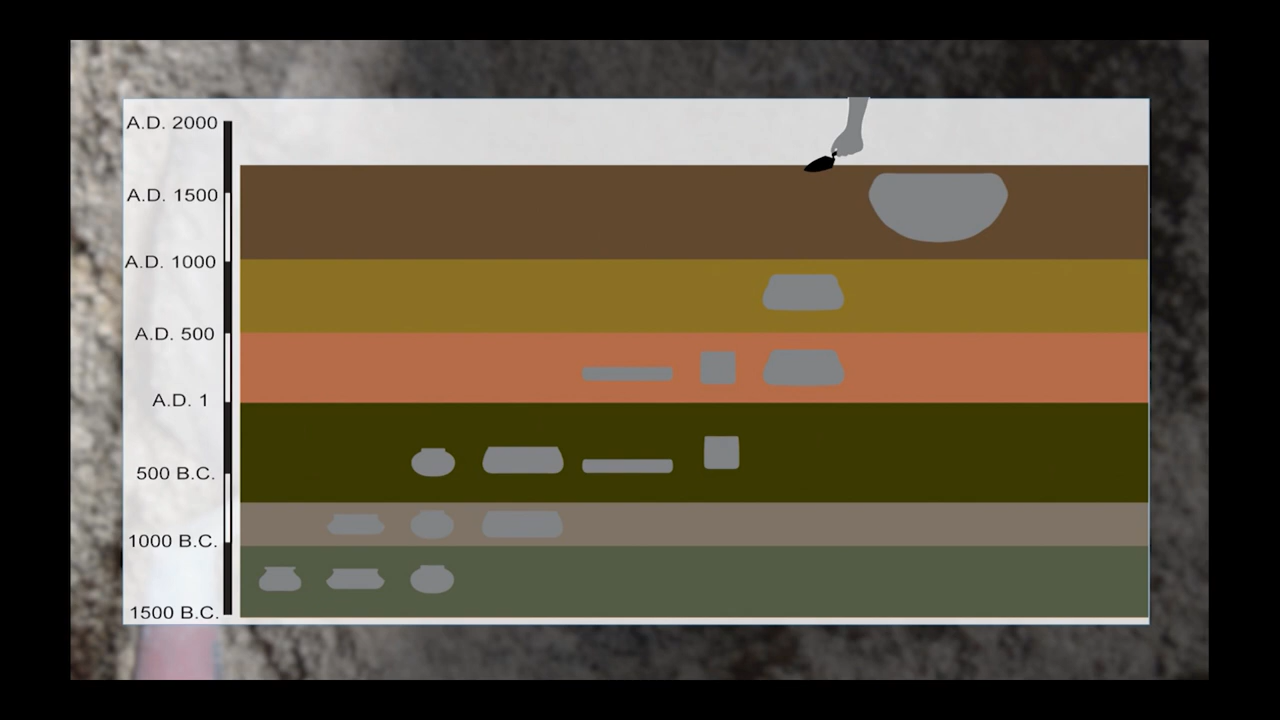 A.D. 2000
A.D. 1500
A.D. 1000
A.D. 500
A.D. 1
500 B.C.
1000 B.C.
1500 B.C.